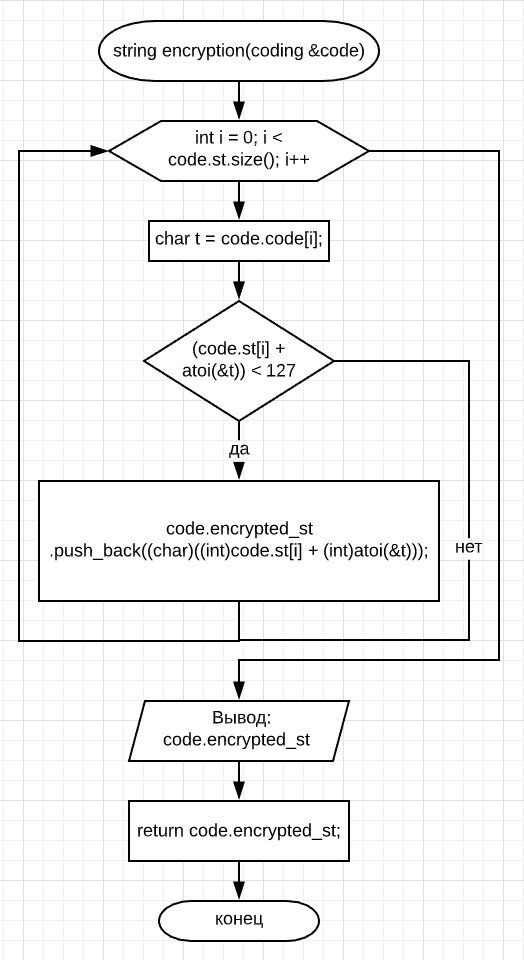 string encryption(coding &code)
int i = 0; i <
code.st.size(); i++
char t = code.code[i];
(code.st[i] +
atoi(&t)) < 127
да
code.encrypted_st
.push_back((char)((int)code.st[i] + (int)atoi(&t)));
нет
Вывод:
code.encrypted_st
return code.encrypted_st;
конец